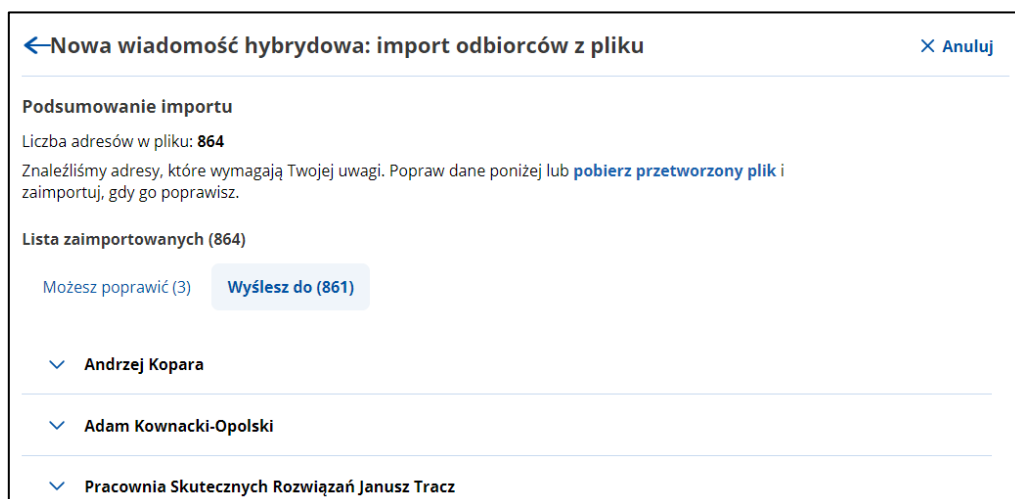 Nowa wiadomość hybrydowa: import odbiorców z pliku
Anuluj
Podsumowanie importu
Liczba adresów w pliku: 864
Znaleźliśmy adresy, które wymagają Twojej uwagi. Popraw dane poniżej lub pobierz przetworzony plik i
zaimportuj, gdy go poprawisz.
Lista zaimportowanych (864)
Możesz poprawić (3) Wyślesz do (861)
Andrzej Kopara
Adam Kownacki-Opolski
Pracownia Skutecznych Rozwiązań Janusz Tracz